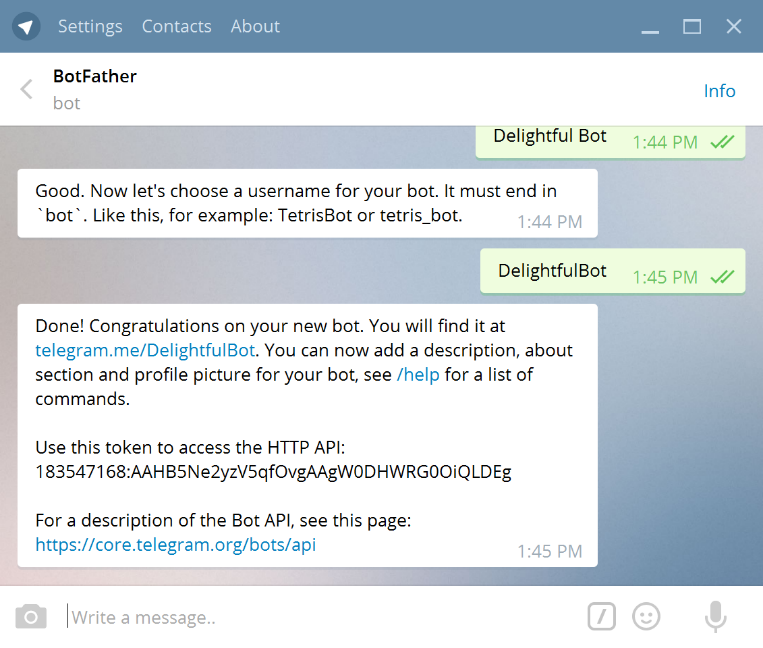 Settings Contacts About
BotFather
bot
Info
Delightful Bot 1:44 PM
Good. Now let's choose a username for your bot. It must end in
`bot`. Like this, for example: TetrisBot or tetris_bot.
1:44 PM
DelightfulBot 1:45 PM
Done! Congratulations on your new bot. You will find it at
telegram.me/DelightfulBot. You can now add a description, about
section and profile picture for your bot, see /help for a list of
commands.
Use this token to access the HTTP API:
183547168:AAHB5Ne2yzV5qfOvgAAgW0DHWRG0OiQLDEg
For a description of the Bot API, see this page:
https://core.telegram.org/bots/api
1:45 PM
Write a message..